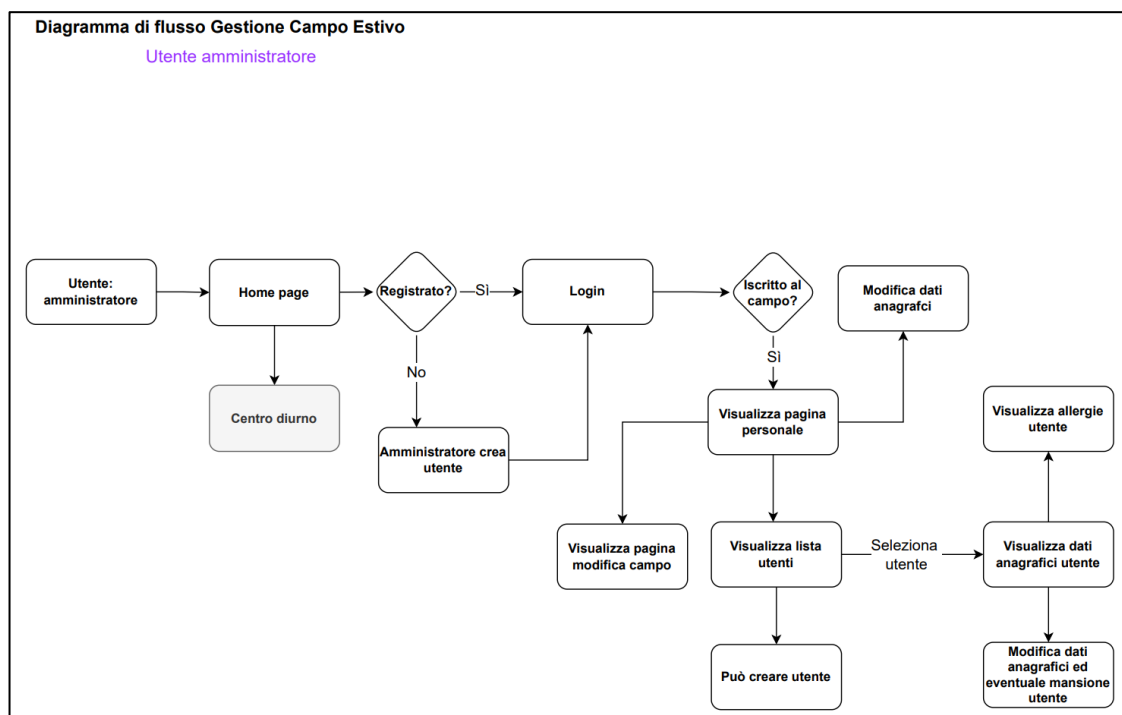 Diagramma di flusso Gestione Campo Estivo
Utente amministratore
Utente:
amministratore
Home page
Registrato?
Sì
Login
Iscritto al
campo?
Modifica dati
anagrafci
No
Sì
Centro diurno
Amministratore crea
utente
Visualizza pagina
personale
Visualizza allergie
utente
Visualizza pagina
modifica campo
Visualizza lista
utenti
Seleziona
utente
Visualizza dati
anagrafici utente
Può creare utente
Modifica dati
anagrafici ed
eventuale mansione
utente